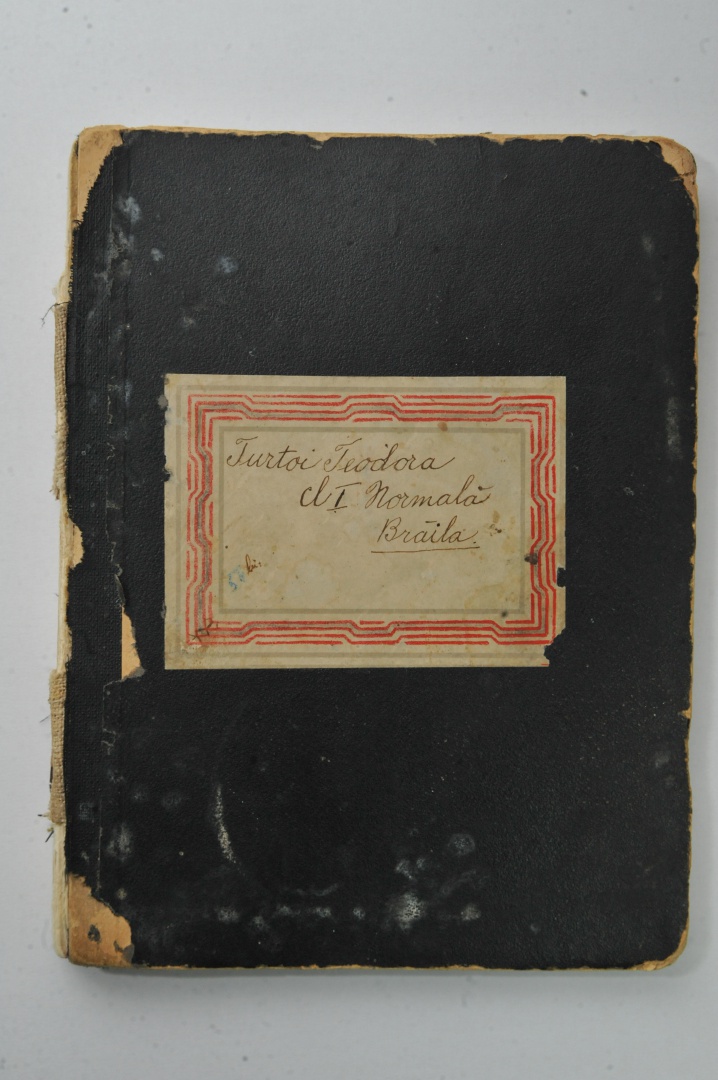 Turtoi Teodora
cl I Normală
Brăila.